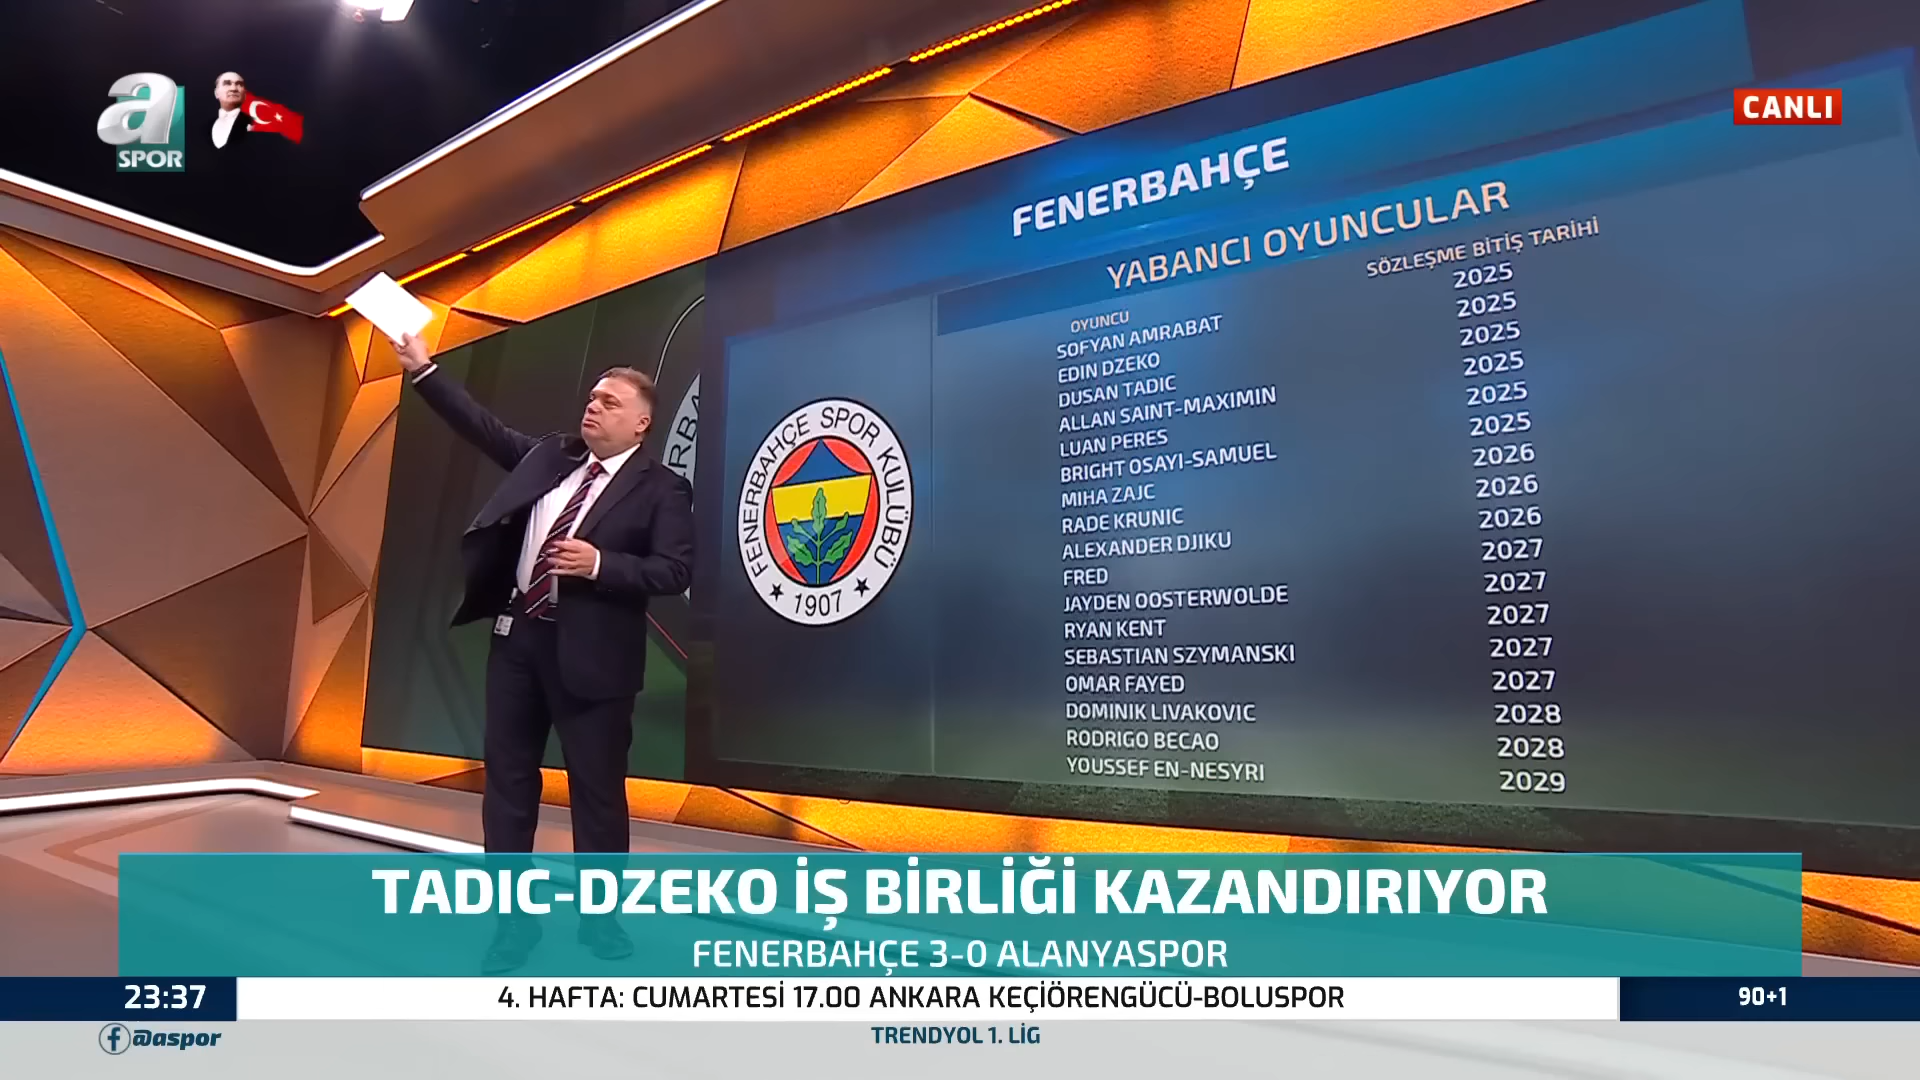 a
SPOR
CANLI
FENERBAHÇE
YABANCI OYUNCULAR
OYUNCU SÖZLEŞME BİTİŞ TARİHİ
SOFYAN AMRABAT 2025
EDIN DZEKO 2025
DUSAN TADIC 2025
ALLAN SAINT-MAXIMIN 2025
LUAN PERES 2025
BRIGHT OSAYI-SAMUEL 2025
MIHA ZAJC 2026
RADE KRUNIC 2026
ALEXANDER DJIKU 2026
FRED 2027
JAYDEN OOSTERWOLDE 2027
RYAN KENT 2027
SEBASTIAN SZYMANSKI 2027
OMAR FAYED 2027
DOMINIK LIVAKOVIC 2028
RODRIGO BECAO 2028
YOUSSEF EN-NESYRI 2029
FENERBAHÇE SPOR KULÜBÜ
1907
ERBA
TADIC-DZEKO İŞ BİRLİĞİ KAZANDIRIYOR
FENERBAHÇE 3-0 ALANYASPOR
23:37 4. HAFTA: CUMARTESİ 17.00 ANKARA KEÇİÖRENGÜCÜ-BOLUSPOR 90+1
f @aspor TRENDYOL 1. LİG